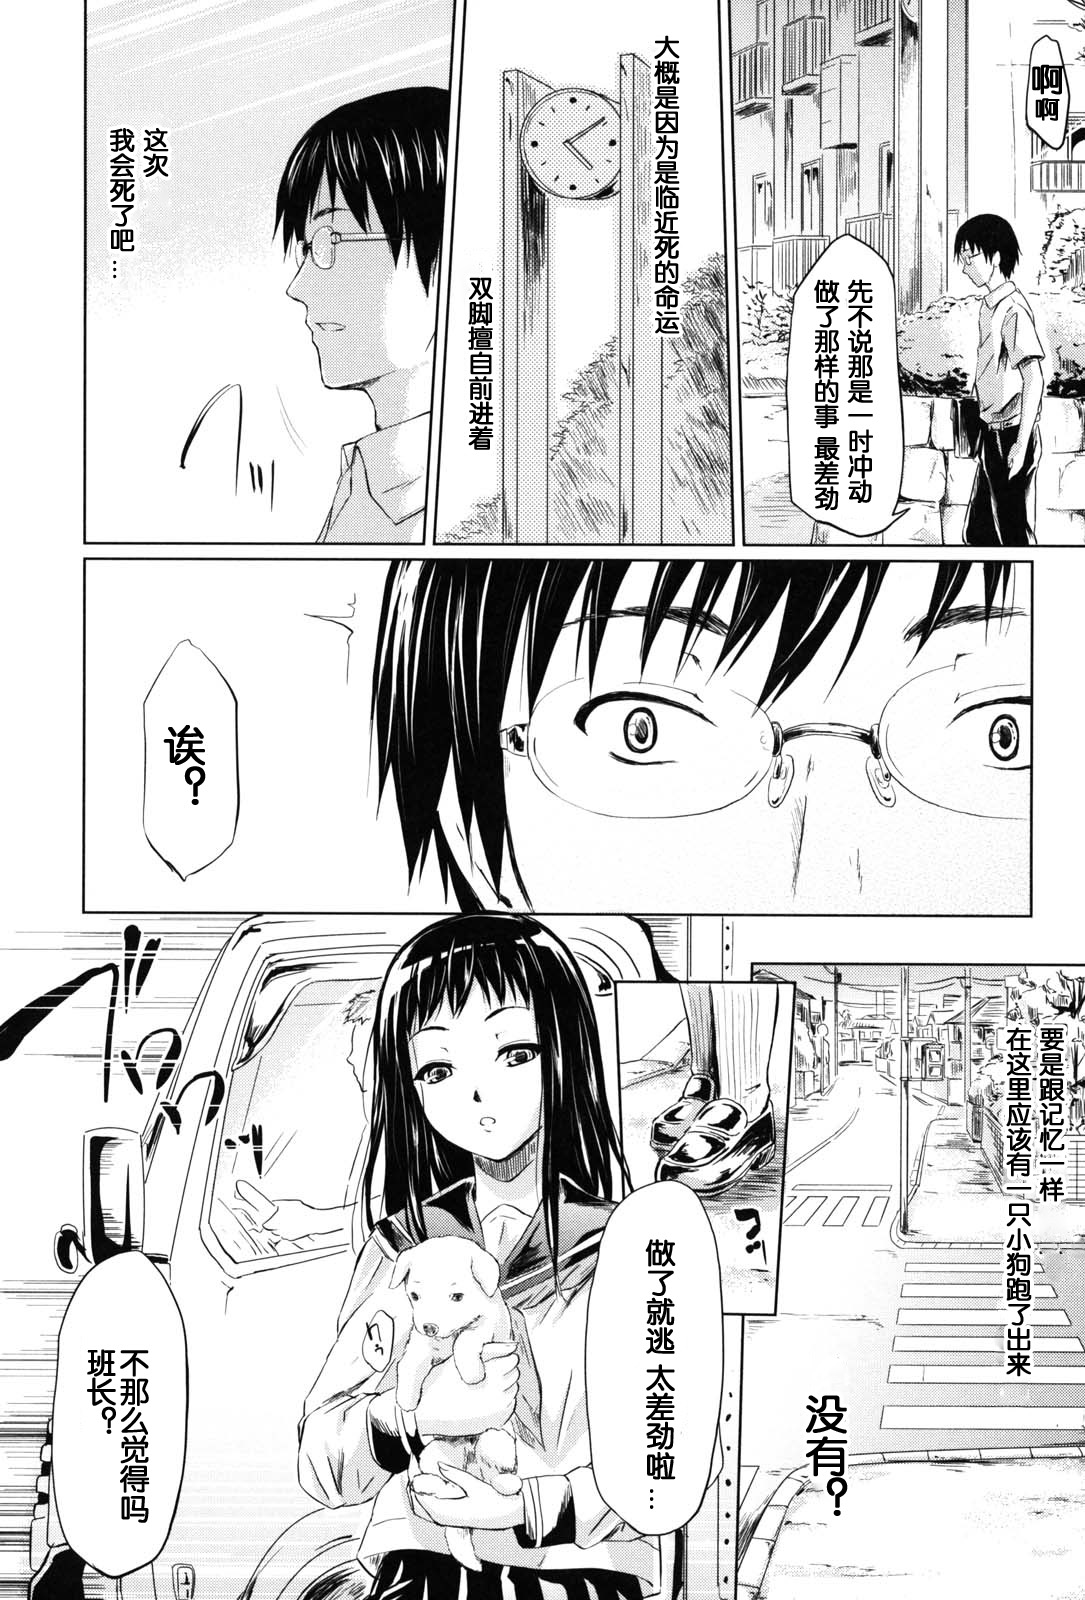 啊
啊
先不说那是一时冲动
做了那样的事 最差劲
大概是因为是临近死的命运
双脚擅自前进着
这次
我会死了吧…
诶?
要是跟记忆一样
在这里应该有一只小狗跑了出来
没有?
做了就逃 太差劲啦…
不那么觉得吗
班长?